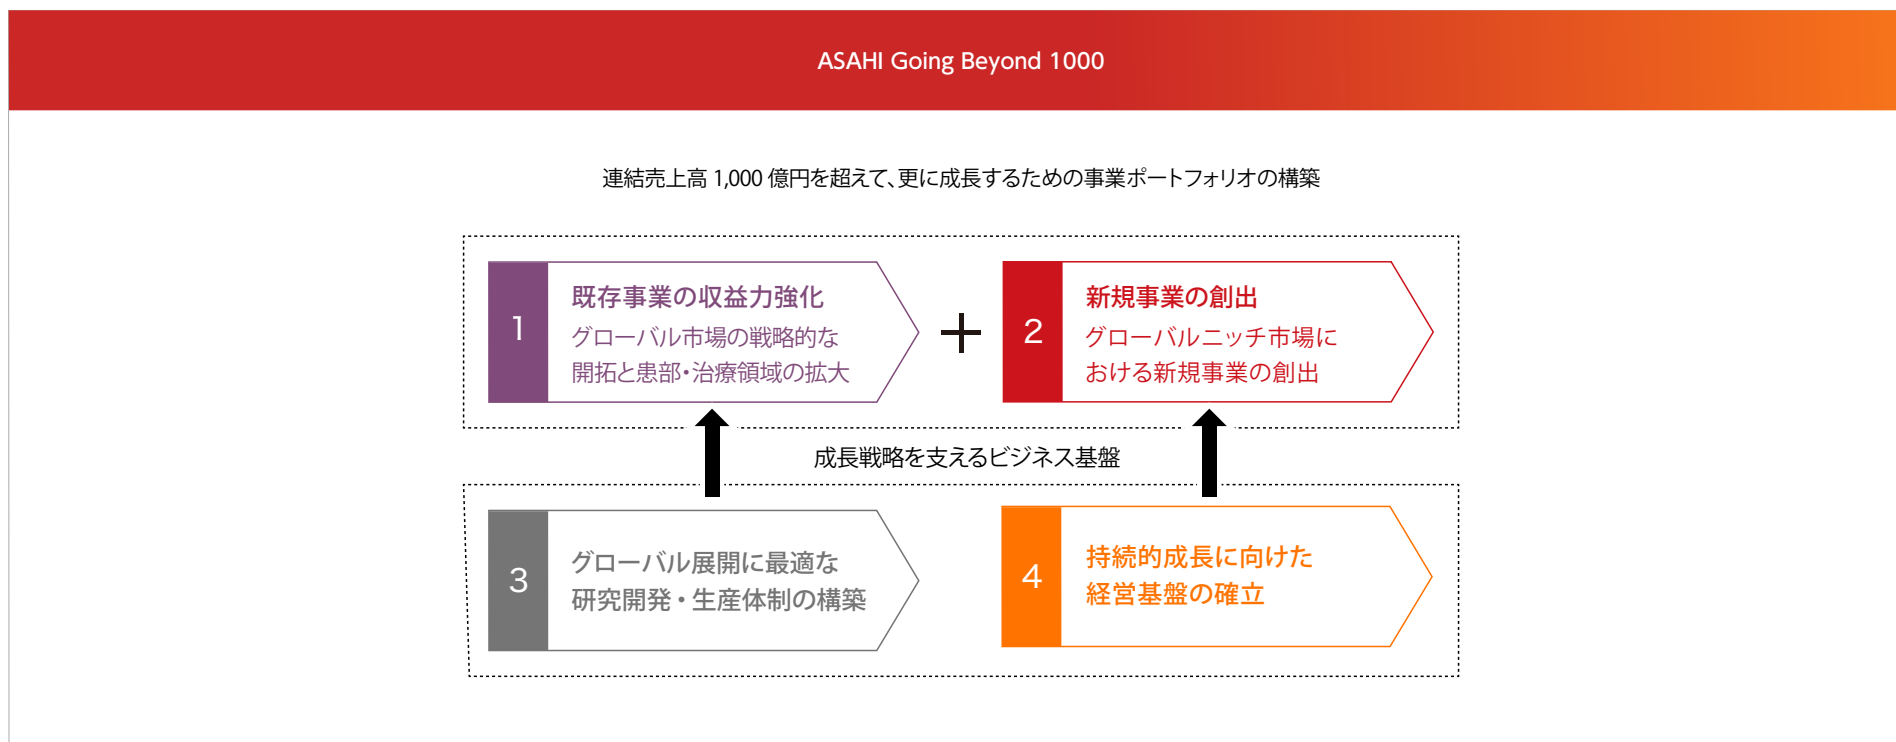 ASAHI Going Beyond 1000
連結売上高 1,000 億円を超えて、更に成長するための事業ポートフォリオの構築
1
既存事業の収益力強化
グローバル市場の戦略的な
開拓と患部・治療領域の拡大
+
2
新規事業の創出
グローバルニッチ市場に
おける新規事業の創出
成長戦略を支えるビジネス基盤
3
グローバル展開に最適な
研究開発・生産体制の構築
4
持続的成長に向けた
経営基盤の確立